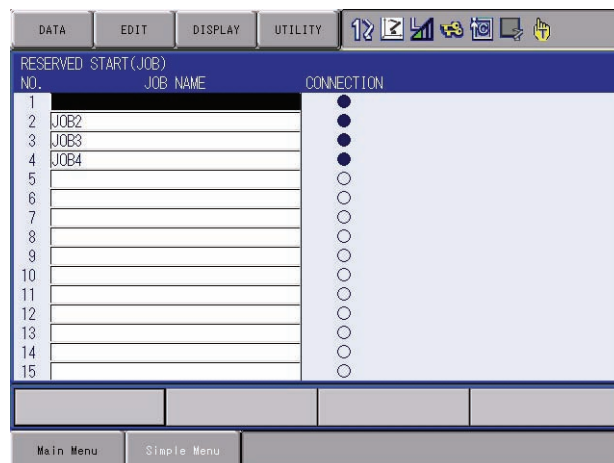 DATA EDIT DISPLAY UTILITY
RESERVED START(JOB)
NO. JOB NAME CONNECTION
1
2 JOB2
3 JOB3
4 JOB4
5
6
7
8
9
10
11
12
13
14
15
Main Menu Simple Menu